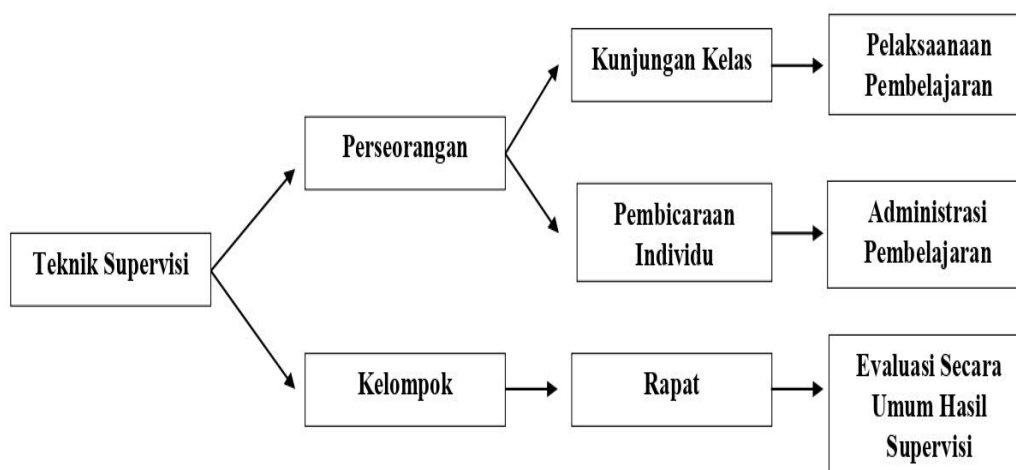 Teknik Supervisi
Perseorangan
Kunjungan Kelas
Pelaksaanaan
Pembelajaran
Pembicaraan
Individu
Administrasi
Pembelajaran
Kelompok
Rapat
Evaluasi Secara
Umum Hasil
Supervisi